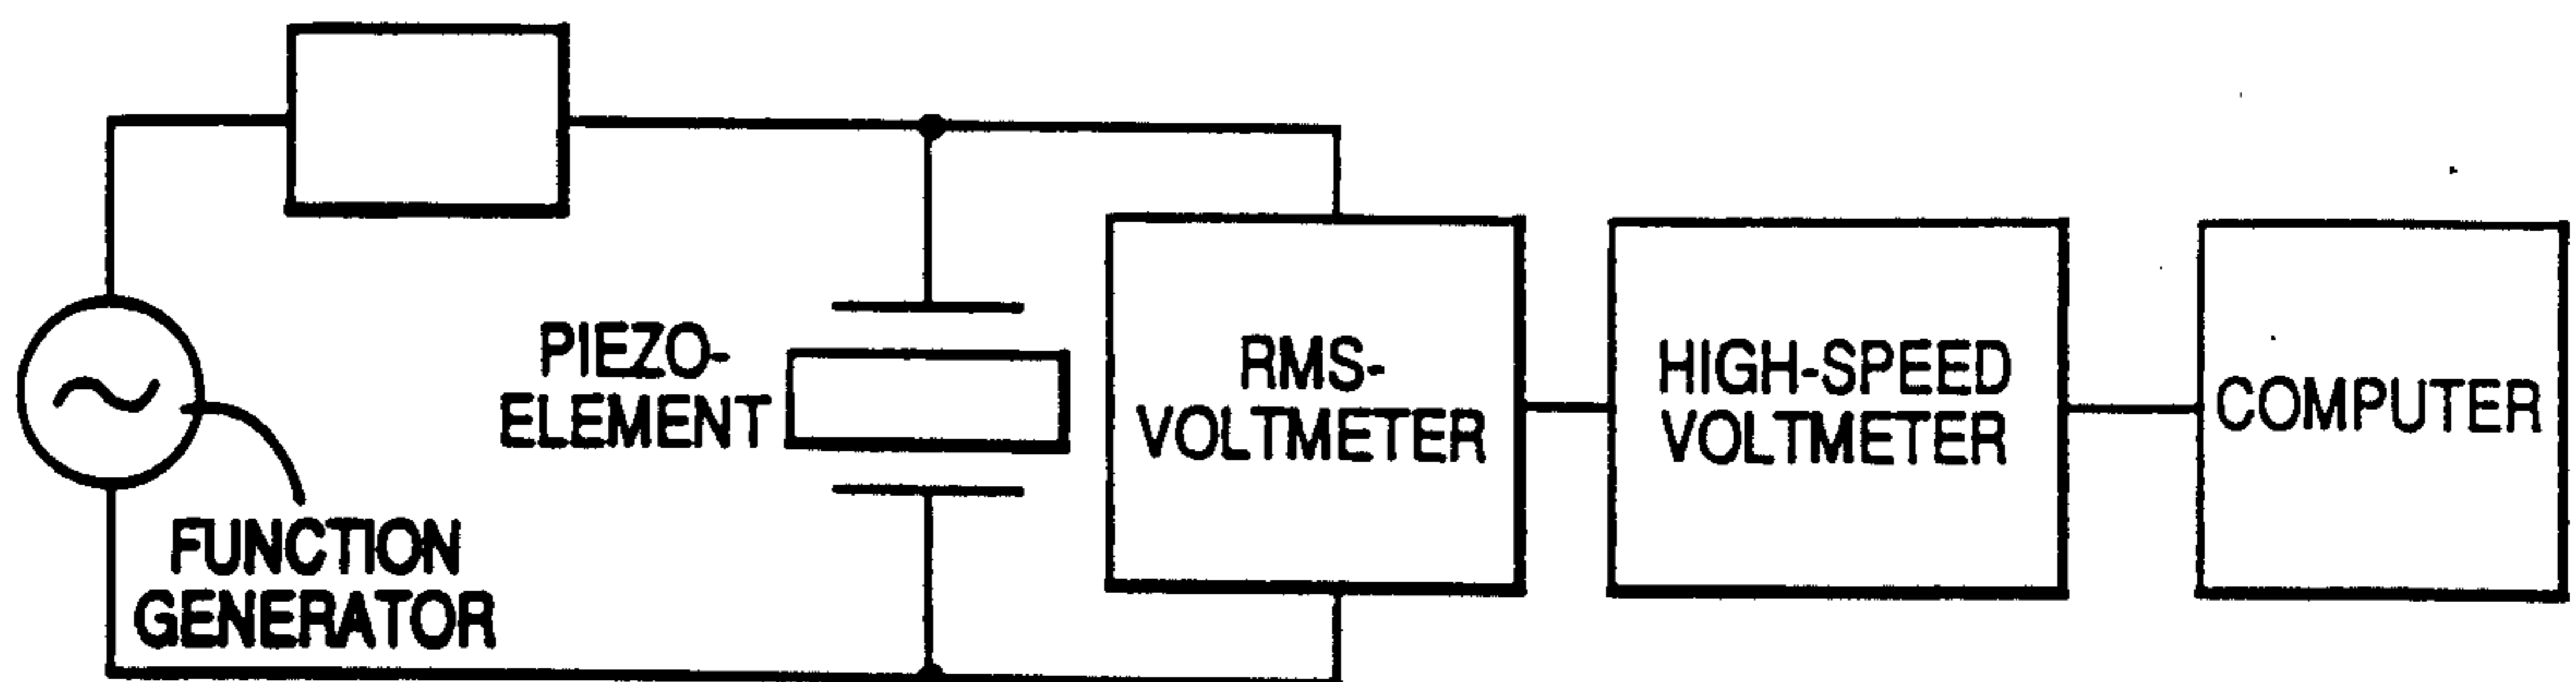 PIEZO-
ELEMENT
RMS-
VOLTMETER
HIGH-SPEED
VOLTMETER
COMPUTER
FUNCTION
GENERATOR